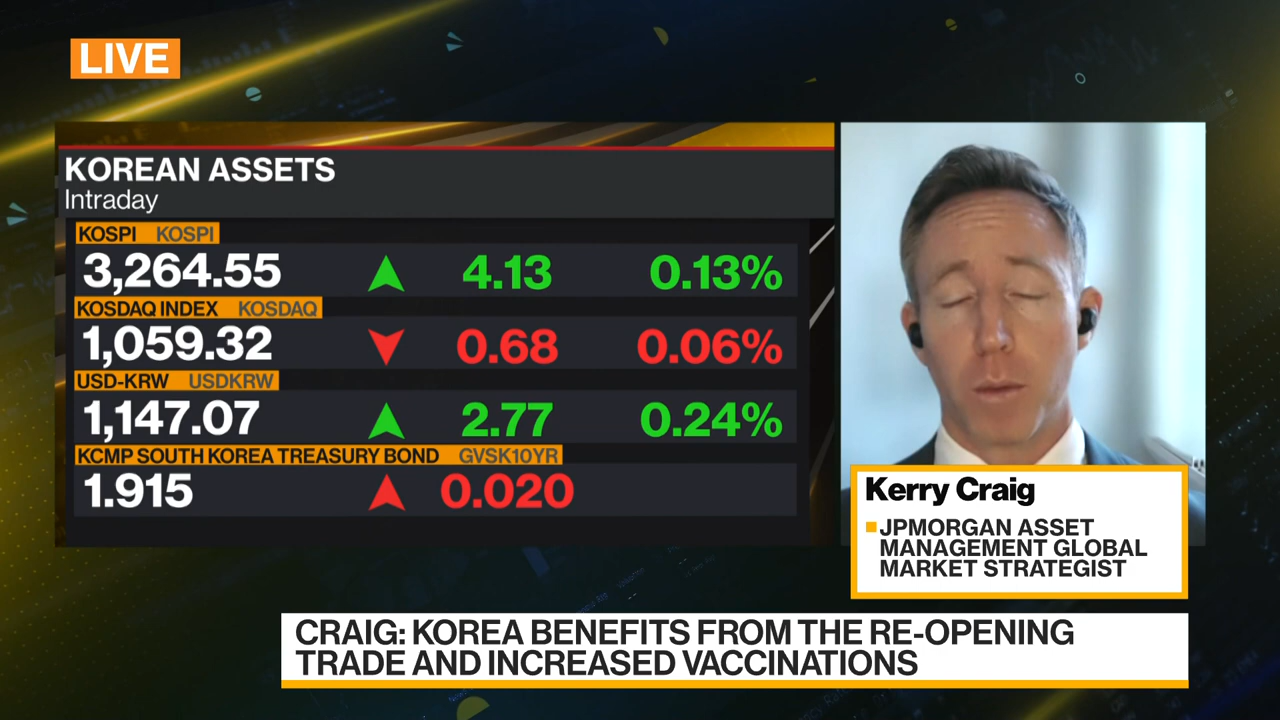 LIVE
KOREAN ASSETS
Intraday
KOSPI KOSPI
3,264.55 4.13 0.13%
KOSDAQ INDEX KOSDAQ
1,059.32 0.68 0.06%
USD-KRW USDKRW
1,147.07 2.77 0.24%
KCMP SOUTH KOREA TREASURY BOND GVSK10YR
1.915 0.020
Kerry Craig
JPMORGAN ASSET
MANAGEMENT GLOBAL
MARKET STRATEGIST
CRAIG: KOREA BENEFITS FROM THE RE-OPENING
TRADE AND INCREASED VACCINATIONS